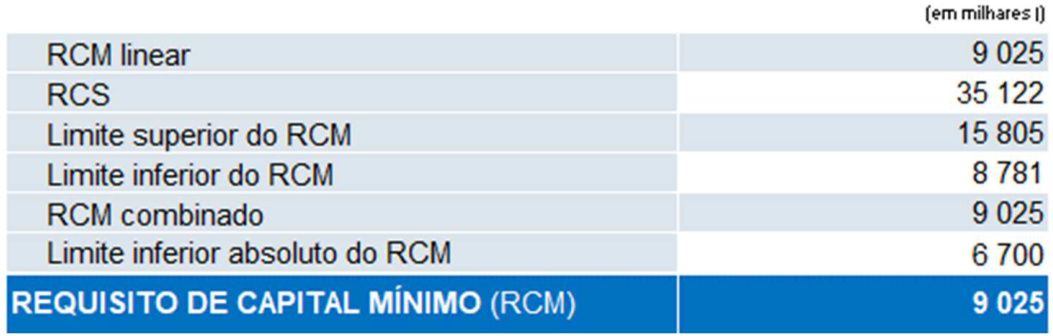 (em milhares |)
RCM linear 9 025
RCS 35 122
Limite superior do RCM 15 805
Limite inferior do RCM 8 781
RCM combinado 9 025
Limite inferior absoluto do RCM 6 700
REQUISITO DE CAPITAL MÍNIMO (RCM) 9 025